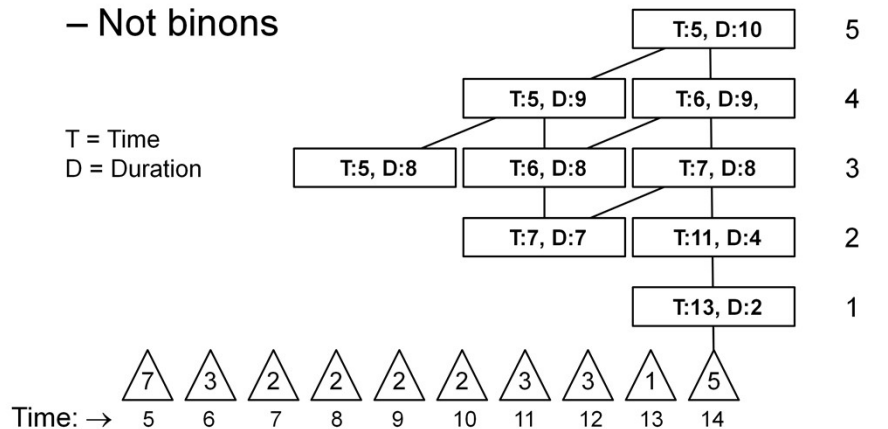 – Not binons
T:5, D:10 5
T:5, D:9 T:6, D:9, 4
T = Time
D = Duration
T:5, D:8 T:6, D:8 T:7, D:8 3
T:7, D:7 T:11, D:4 2
T:13, D:2 1
7 3 2 2 2 2 3 3 1 5
Time: → 5 6 7 8 9 10 11 12 13 14